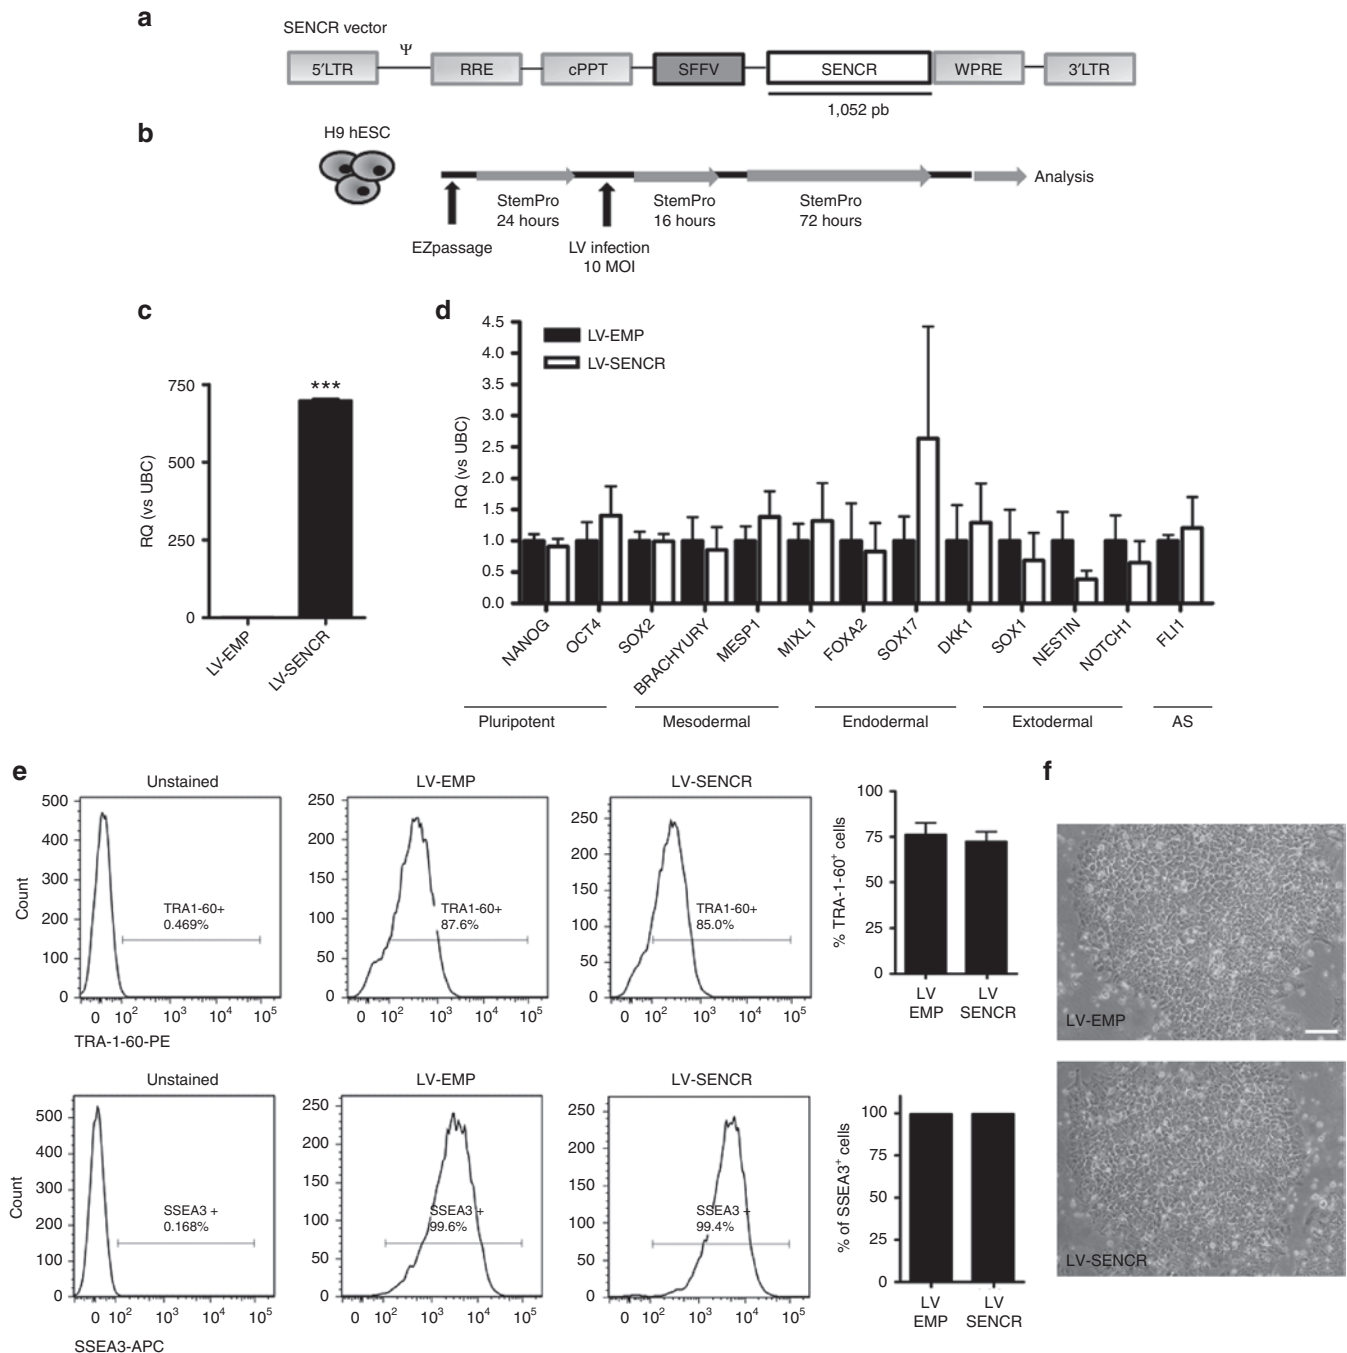 a
SENCR vector
5′LTR
Ψ
RRE
cPPT
SFFV
SENCR
WPRE
3′LTR
1,052 pb
b
H9 hESC
StemPro
24 hours
StemPro
16 hours
StemPro
72 hours
Analysis
EZpassage
LV infection
10 MOI
c
RQ (vs UBC)
750
500
250
0
***
LV-EMP
LV-SENCR
d
RQ (vs UBC)
4.5
4.0
3.5
3.0
2.5
2.0
1.5
1.0
0.5
0.0
LV-EMP
LV-SENCR
NANOG
OCT4
SOX2
BRACHYURY
MESP1
MIXL1
FOXA2
SOX17
DKK1
SOX1
NESTIN
NOTCH1
FLI1
Pluripotent
Mesodermal
Endodermal
Extodermal
AS
e
Unstained
Count
500
400
300
200
100
0
TRA1-60+
0.469%
0 10² 10³ 10⁴ 10⁵
TRA-1-60-PE
LV-EMP
250
200
150
100
50
0
TRA1-60+
87.6%
0 10² 10³ 10⁴ 10⁵
LV-SENCR
250
200
150
100
50
0
TRA1-60+
85.0%
0 10² 10³ 10⁴ 10⁵
% TRA-1-60⁺ cells
100
75
50
25
0
LV
EMP
LV
SENCR
Unstained
Count
500
400
300
200
100
0
SSEA3 +
0.168%
0 10² 10³ 10⁴ 10⁵
SSEA3-APC
LV-EMP
250
200
150
100
50
0
SSEA3 +
99.6%
0 10² 10³ 10⁴ 10⁵
LV-SENCR
250
200
150
100
50
0
SSEA3 +
99.4%
0 10² 10³ 10⁴ 10⁵
% of SSEA3⁺ cells
100
75
50
25
0
LV
EMP
LV
SENCR
f
LV-EMP
LV-SENCR